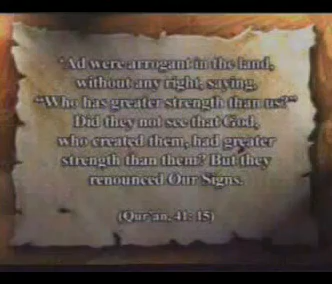 'Ad were arrogant in the land,
without any right, saying,
"Who has greater strength than us?"
Did they not see that God,
who created them, had greater
strength than them? But they
renounced Our Signs.
(Qur'an, 41: 15)